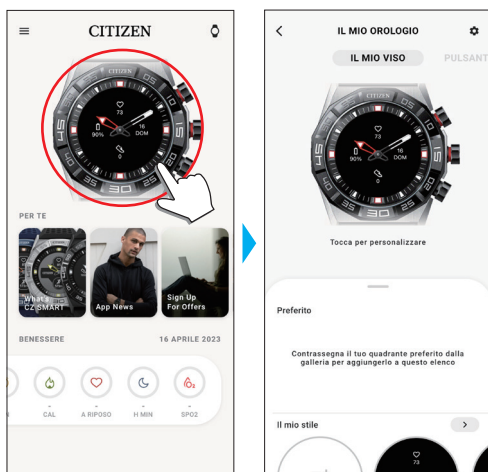 CITIZEN
CITIZEN
73
90%
16
DOM
0
PER TE
What's
CZ SMART
App News
Sign Up
For Offers
BENESSERE
16 APRILE 2023
CAL
A RIPOSO
H MIN
SPO2
IL MIO OROLOGIO
IL MIO VISO
PULSANT
CITIZEN
73
90%
16
DOM
0
Tocca per personalizzare
Preferito
Contrassegna il tuo quadrante preferito dalla
galleria per aggiungerlo a questo elenco
Il mio stile
73